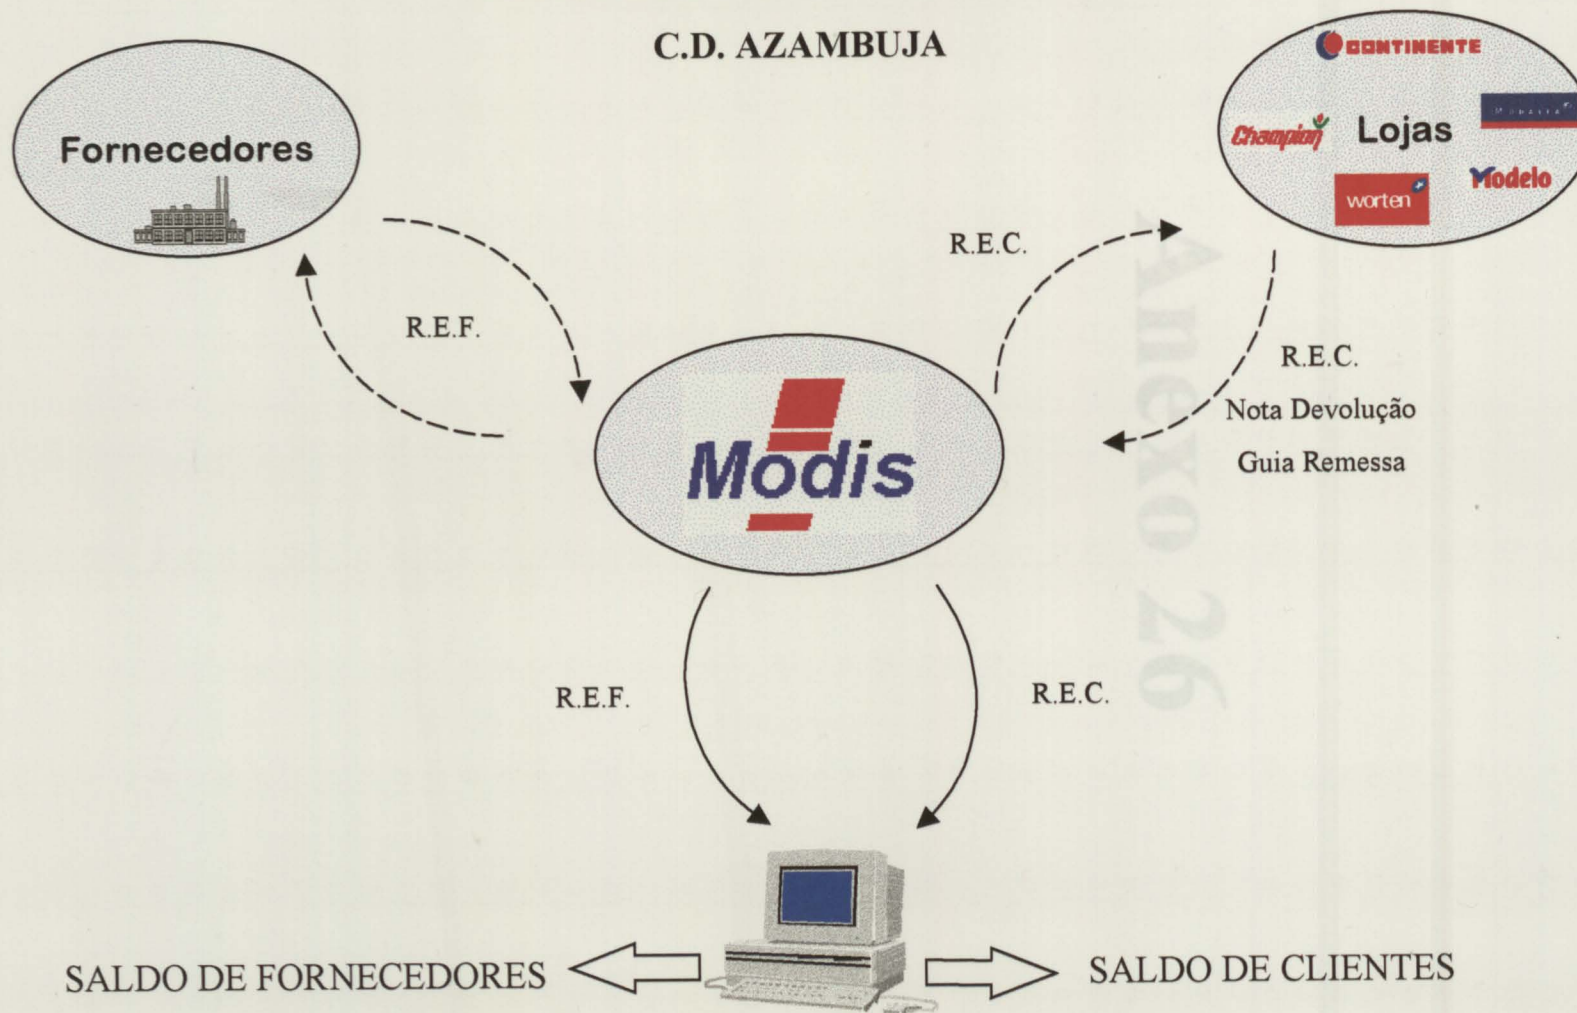 C.D. AZAMBUJA
Fornecedores
CONTINENTE
Champion
Lojas
Modelo
worten
R.E.C.
R.E.F.
R.E.C.
Nota Devolução
Guia Remessa
Modis
Anexo 26
R.E.F.
R.E.C.
SALDO DE FORNECEDORES
SALDO DE CLIENTES